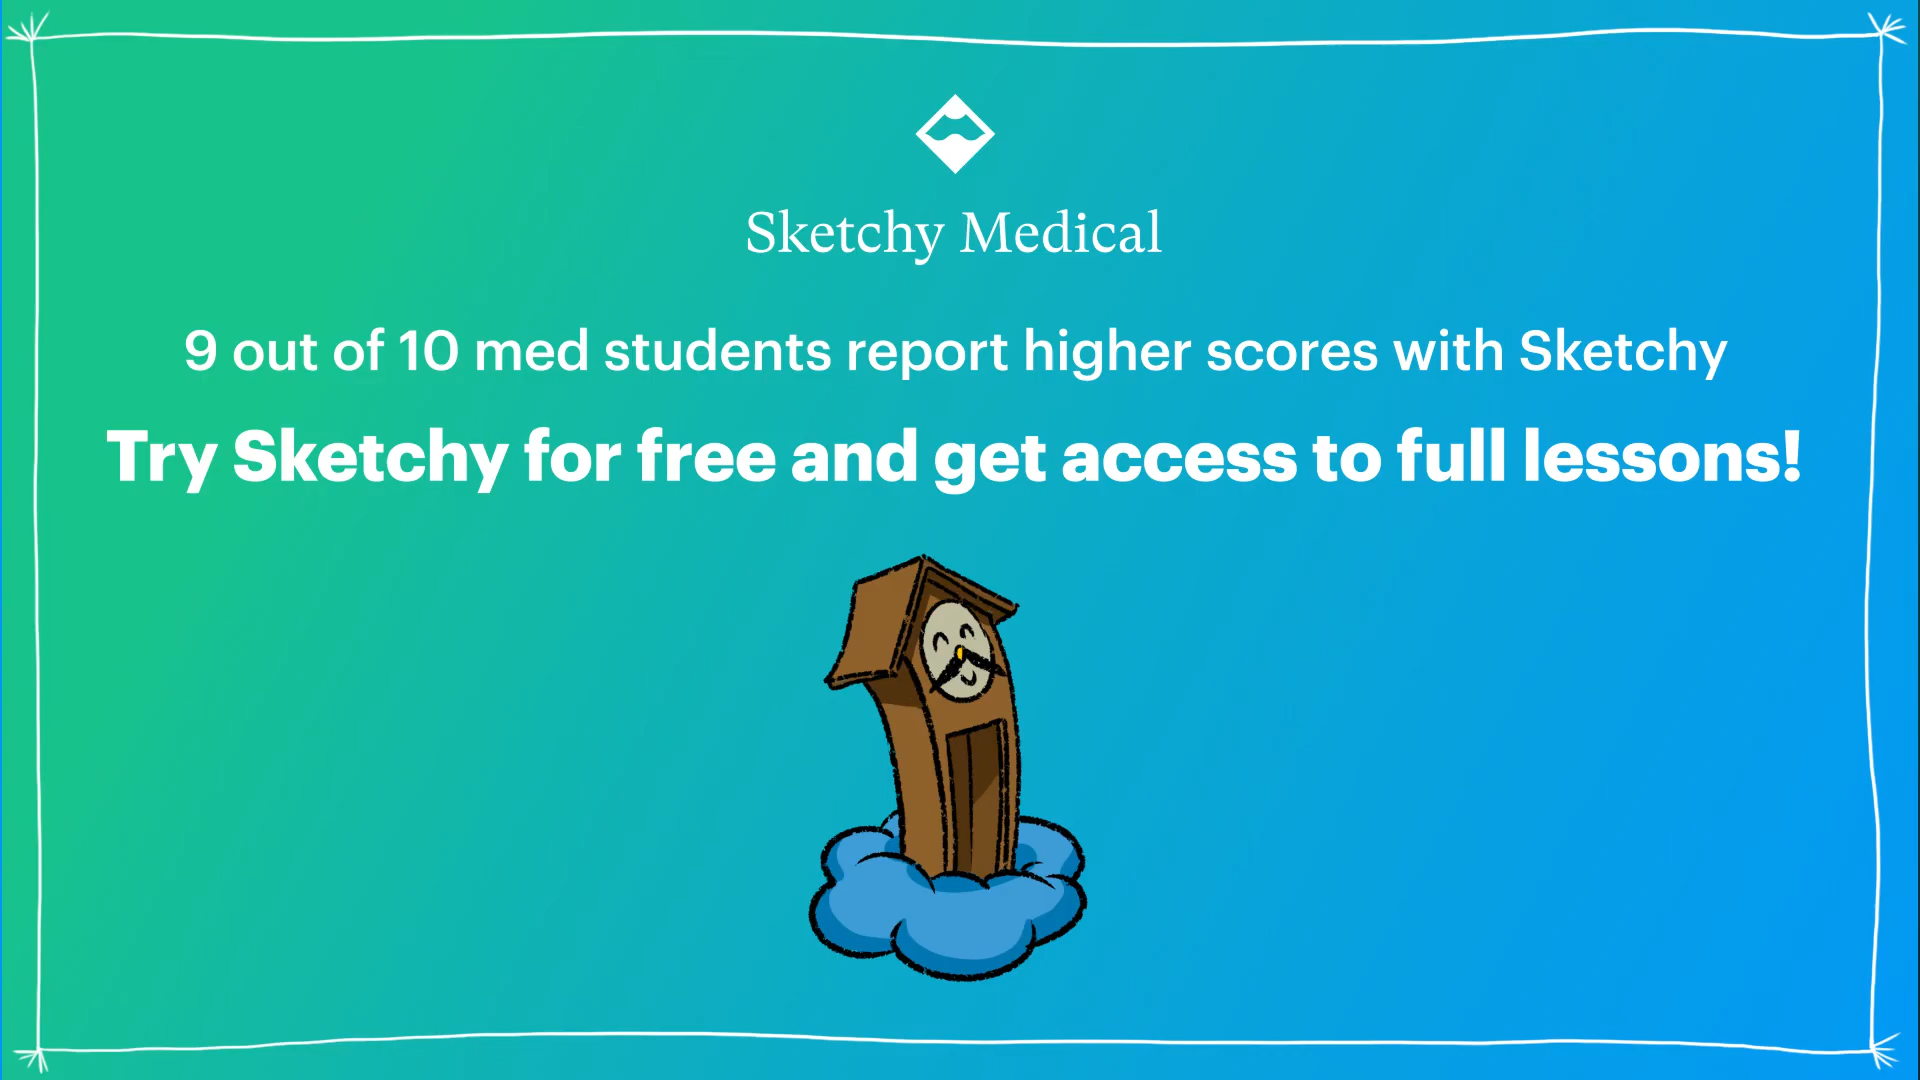 Sketchy Medical
9 out of 10 med students report higher scores with Sketchy
Try Sketchy for free and get access to full lessons!